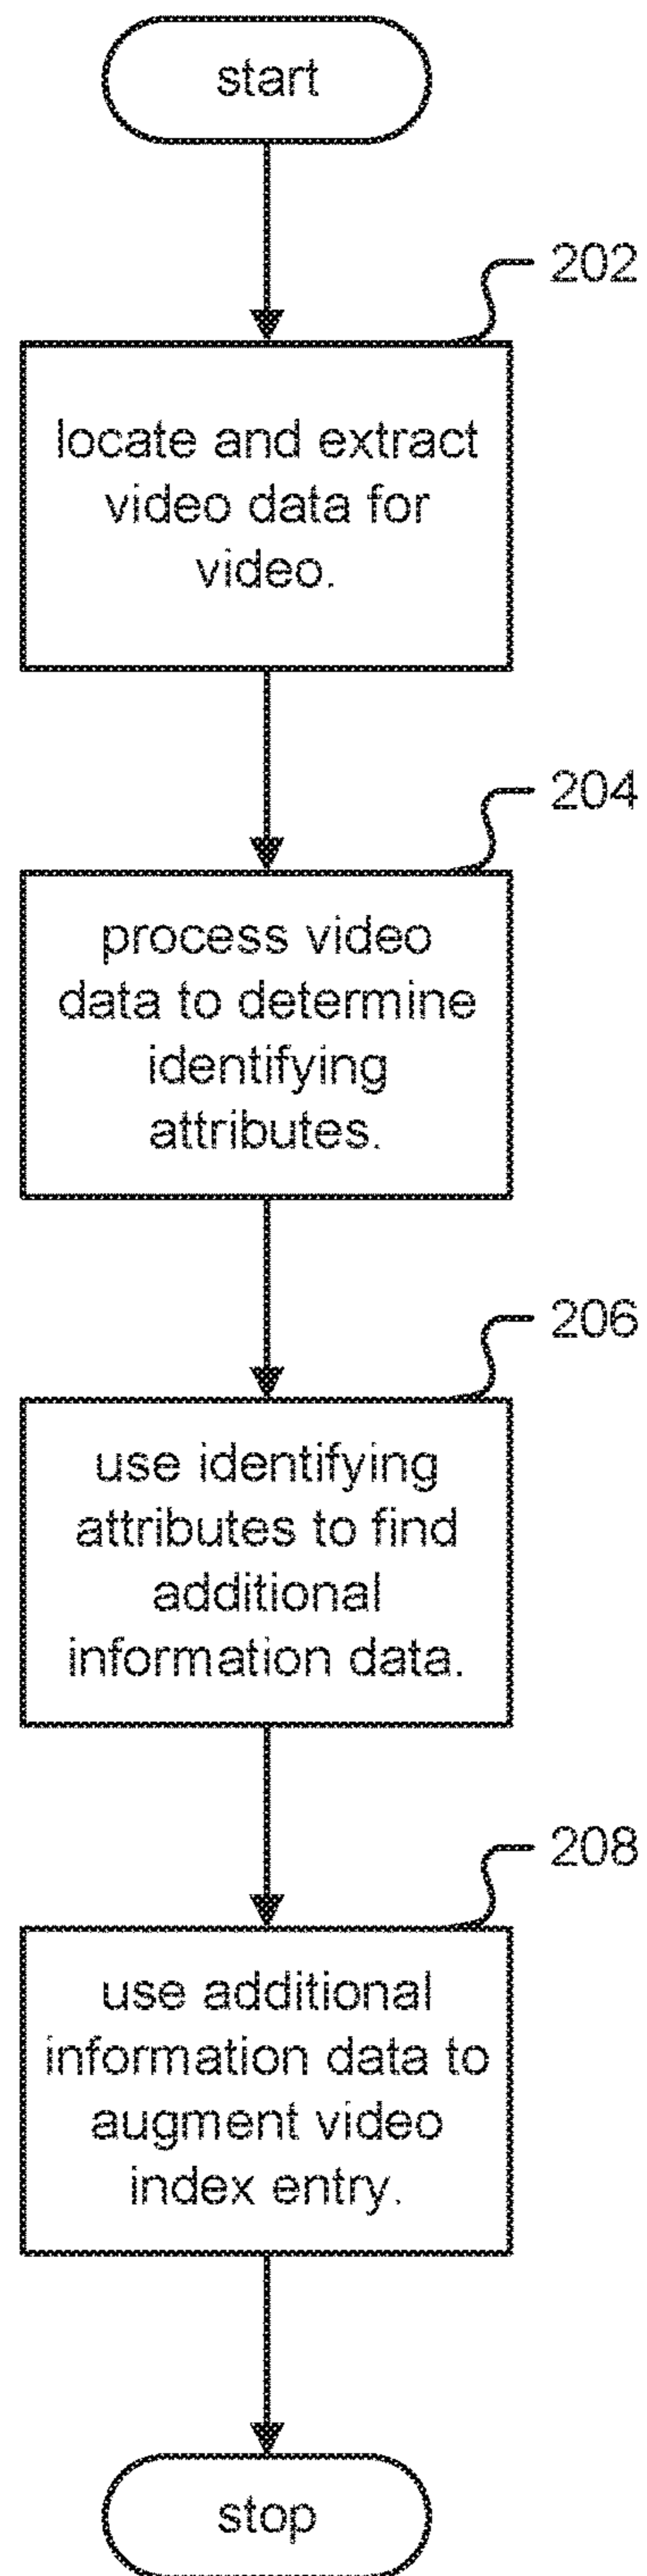 start
202
locate and extract
video data for
video.
204
process video
data to determine
identifying
attributes.
206
use identifying
attributes to find
additional
information data.
208
use additional
information data to
augment video
index entry.
stop